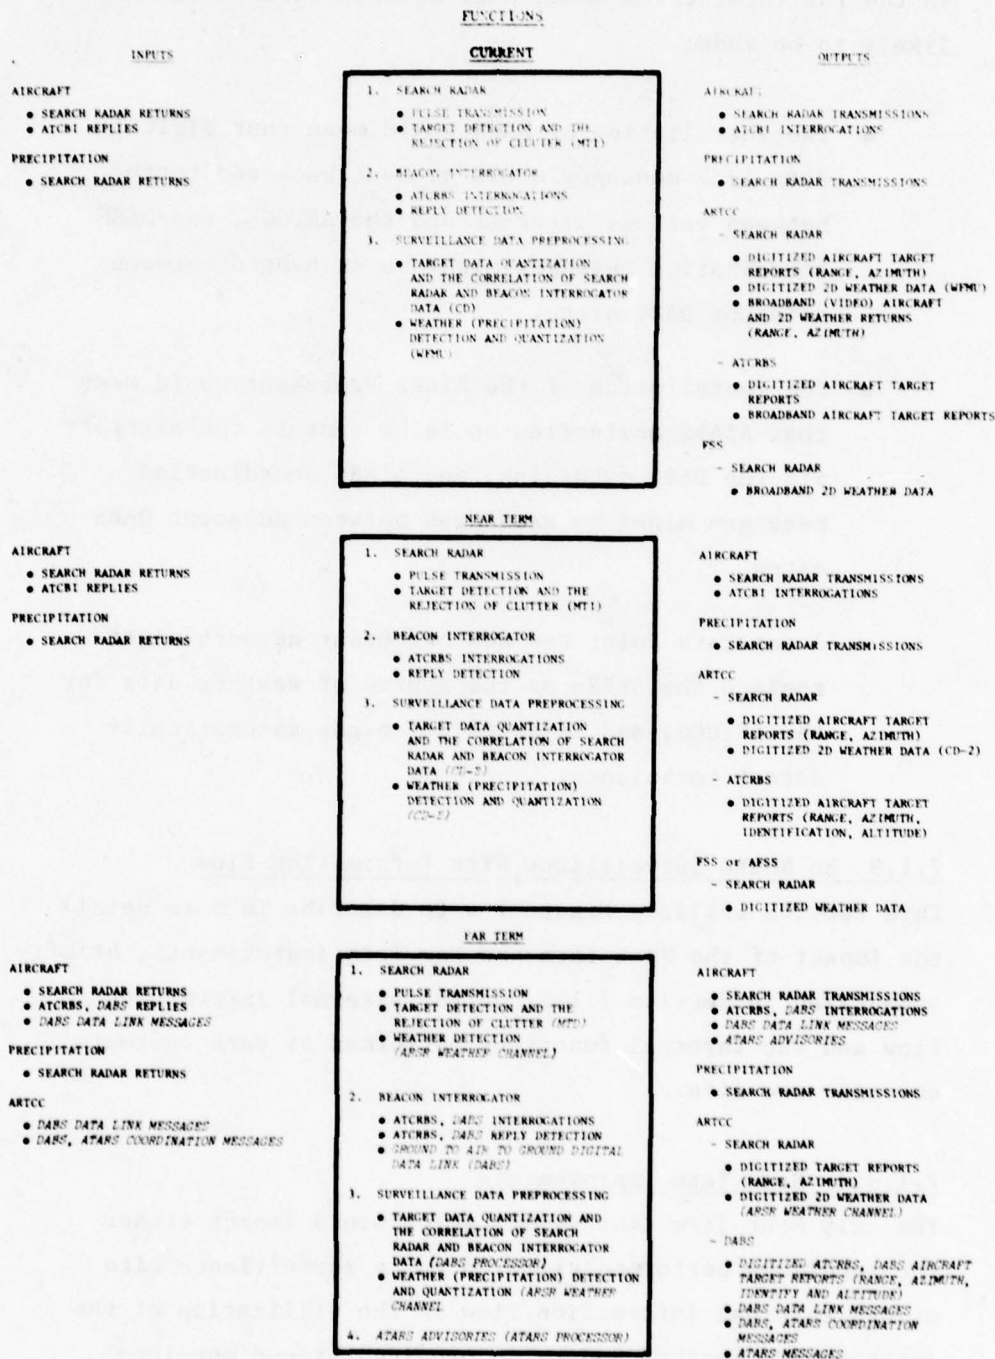 FUNCTIONS
INPUTS
CURRENT
OUTPUTS
AIRCRAFT
• SEARCH RADAR RETURNS
• ATCBI REPLIES
PRECIPITATION
• SEARCH RADAR RETURNS
1. SEARCH RADAR
• PULSE TRANSMISSION
• TARGET DETECTION AND THE
REJECTION OF CLUTTER (MTI)
2. BEACON INTERROGATOR
• ATCRBS INTERROGATIONS
• REPLY DETECTION
3. SURVEILLANCE DATA PREPROCESSING
• TARGET DATA QUANTIZATION
AND THE CORRELATION OF SEARCH
RADAR AND BEACON INTERROGATOR
DATA (CD)
• WEATHER (PRECIPITATION)
DETECTION AND QUANTIZATION
(WFMU)
AIRCRAFT
• SEARCH RADAR TRANSMISSIONS
• ATCBI INTERROGATIONS
PRECIPITATION
• SEARCH RADAR TRANSMISSIONS
ARTCC
- SEARCH RADAR
• DIGITIZED AIRCRAFT TARGET
REPORTS (RANGE, AZIMUTH)
• DIGITIZED 2D WEATHER DATA (WFMU)
• BROADBAND (VIDEO) AIRCRAFT
AND 2D WEATHER RETURNS
(RANGE, AZIMUTH)
- ATCRBS
• DIGITIZED AIRCRAFT TARGET
REPORTS
• BROADBAND AIRCRAFT TARGET REPORTS
FSS
- SEARCH RADAR
• BROADBAND 2D WEATHER DATA
NEAR TERM
AIRCRAFT
• SEARCH RADAR RETURNS
• ATCBI REPLIES
PRECIPITATION
• SEARCH RADAR RETURNS
1. SEARCH RADAR
• PULSE TRANSMISSION
• TARGET DETECTION AND THE
REJECTION OF CLUTTER (MTI)
2. BEACON INTERROGATOR
• ATCRBS INTERROGATIONS
• REPLY DETECTION
3. SURVEILLANCE DATA PREPROCESSING
• TARGET DATA QUANTIZATION
AND THE CORRELATION OF SEARCH
RADAR AND BEACON INTERROGATOR
DATA (CD-2)
• WEATHER (PRECIPITATION)
DETECTION AND QUANTIZATION
(CD-2)
AIRCRAFT
• SEARCH RADAR TRANSMISSIONS
• ATCBI INTERROGATIONS
PRECIPITATION
• SEARCH RADAR TRANSMISSIONS
ARTCC
- SEARCH RADAR
• DIGITIZED AIRCRAFT TARGET
REPORTS (RANGE, AZIMUTH)
• DIGITIZED 2D WEATHER DATA (CD-2)
- ATCRBS
• DIGITIZED AIRCRAFT TARGET
REPORTS (RANGE, AZIMUTH,
IDENTIFICATION, ALTITUDE)
FSS or AFSS
- SEARCH RADAR
• DIGITIZED WEATHER DATA
FAR TERM
AIRCRAFT
• SEARCH RADAR RETURNS
• ATCRBS, DABS REPLIES
• DABS DATA LINK MESSAGES
PRECIPITATION
• SEARCH RADAR RETURNS
ARTCC
• DABS DATA LINK MESSAGES
• DABS, ATARS COORDINATION MESSAGES
1. SEARCH RADAR
• PULSE TRANSMISSION
• TARGET DETECTION AND THE
REJECTION OF CLUTTER (MTD)
• WEATHER DETECTION
(ARSR WEATHER CHANNEL)
2. BEACON INTERROGATOR
• ATCRBS, DABS INTERROGATIONS
• ATCRBS, DABS REPLY DETECTION
• GROUND TO AIR TO GROUND DIGITAL
DATA LINK (DABS)
3. SURVEILLANCE DATA PREPROCESSING
• TARGET DATA QUANTIZATION AND
THE CORRELATION OF SEARCH
RADAR AND BEACON INTERROGATOR
DATA (DABS PROCESSOR)
• WEATHER (PRECIPITATION) DETECTION
AND QUANTIZATION (ARSR WEATHER
CHANNEL
4. ATARS ADVISORIES (ATARS PROCESSOR)
AIRCRAFT
• SEARCH RADAR TRANSMISSIONS
• ATCRBS, DABS INTERROGATIONS
• DABS DATA LINK MESSAGES
• ATARS ADVISORIES
PRECIPITATION
• SEARCH RADAR TRANSMISSIONS
ARTCC
- SEARCH RADAR
• DIGITIZED TARGET REPORTS
(RANGE, AZIMUTH)
• DIGITIZED 2D WEATHER DATA
(ARSR WEATHER CHANNEL)
- DABS
• DIGITIZED ATCRBS, DABS AIRCRAFT
TARGET REPORTS (RANGE, AZIMUTH,
IDENTIFY AND ALTITUDE)
• DABS DATA LINK MESSAGES
• DABS, ATARS COORDINATION
MESSAGES
• ATARS MESSAGES